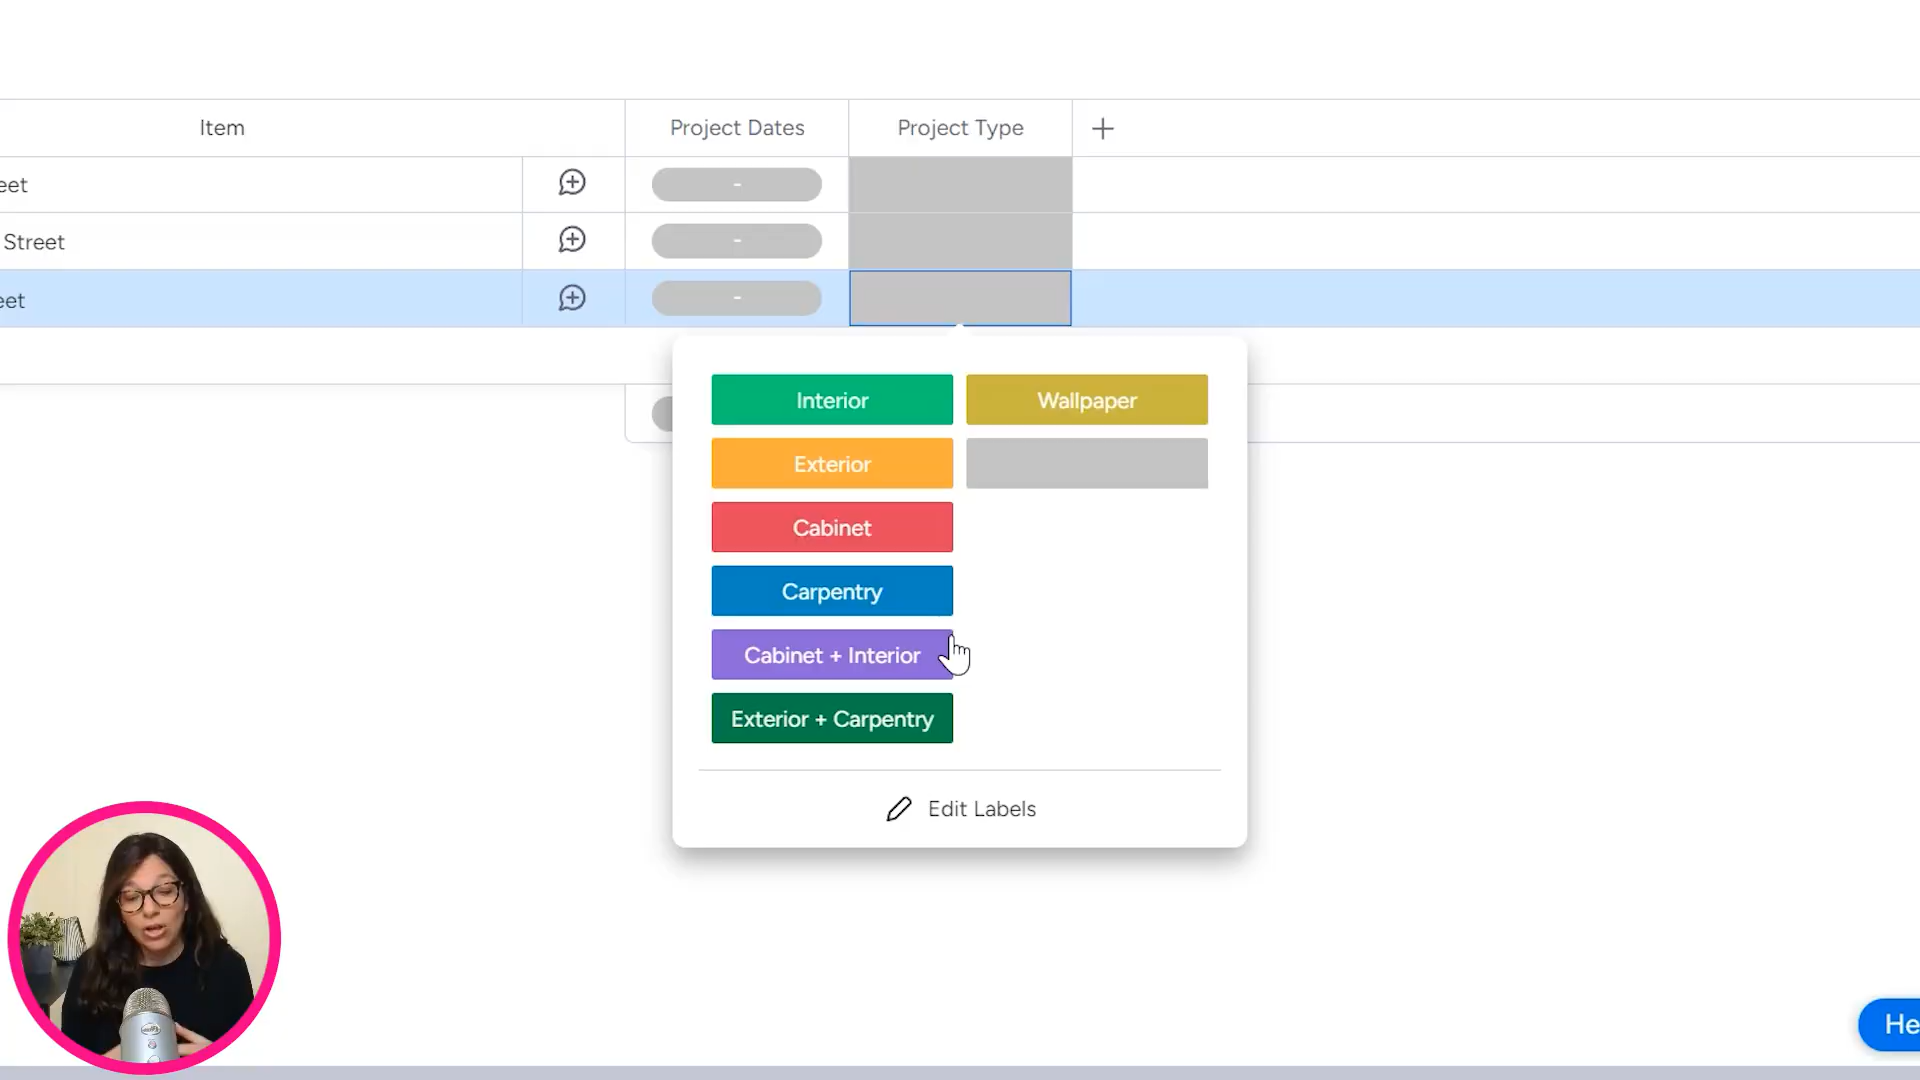 Item
Project Dates
Project Type
eet
-
Street
-
eet
-
Interior
Wallpaper
Exterior
Cabinet
Carpentry
Cabinet + Interior
Exterior + Carpentry
Edit Labels
He